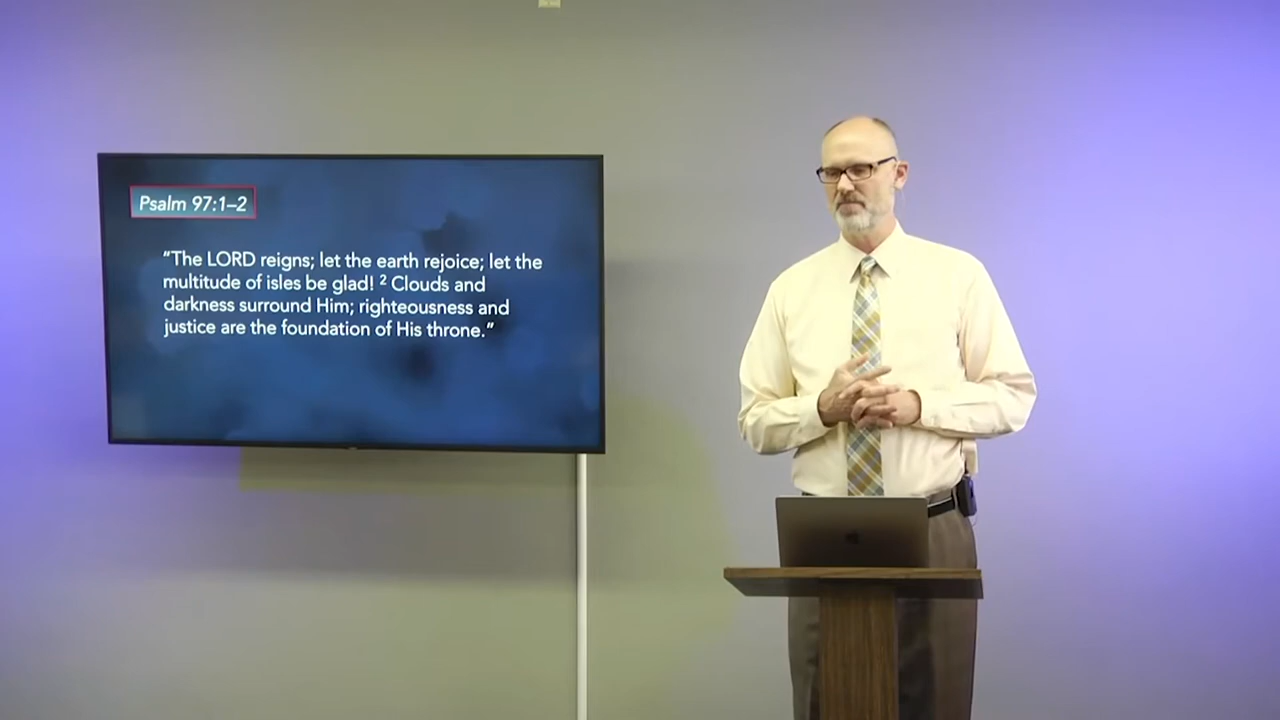 Psalm 97:1–2
“The LORD reigns; let the earth rejoice; let the
multitude of isles be glad! ² Clouds and
darkness surround Him; righteousness and
justice are the foundation of His throne.”